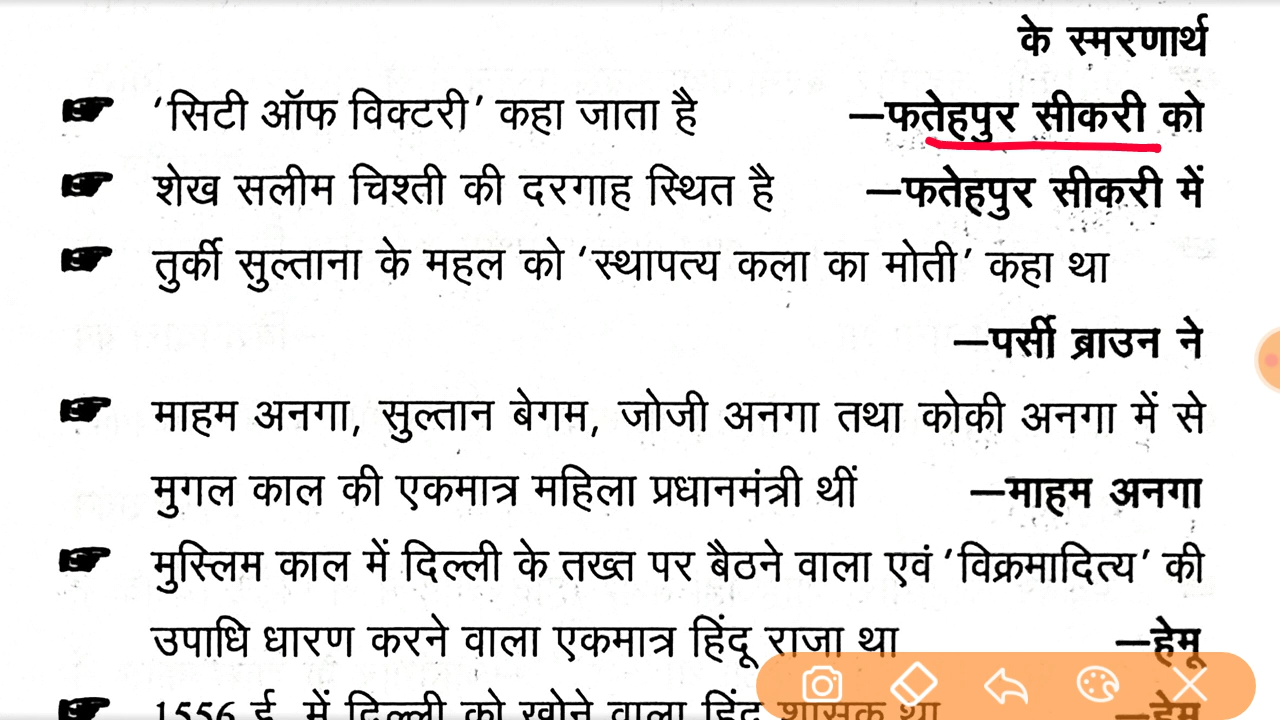 के स्मरणार्थ
☛ 'सिटी ऑफ विक्टरी' कहा जाता है —फतेहपुर सीकरी को
☛ शेख सलीम चिश्ती की दरगाह स्थित है —फतेहपुर सीकरी में
☛ तुर्की सुल्ताना के महल को 'स्थापत्य कला का मोती' कहा था
—पर्सी ब्राउन ने
☛ माहम अनगा, सुल्तान बेगम, जोजी अनगा तथा कोकी अनगा में से
मुगल काल की एकमात्र महिला प्रधानमंत्री थीं —माहम अनगा
☛ मुस्लिम काल में दिल्ली के तख्त पर बैठने वाला एवं 'विक्रमादित्य' की
उपाधि धारण करने वाला एकमात्र हिंदू राजा था —हेमू
☛ 1556 ई. में दिल्ली को खोने वाला हिंदू शासक था —हेमू